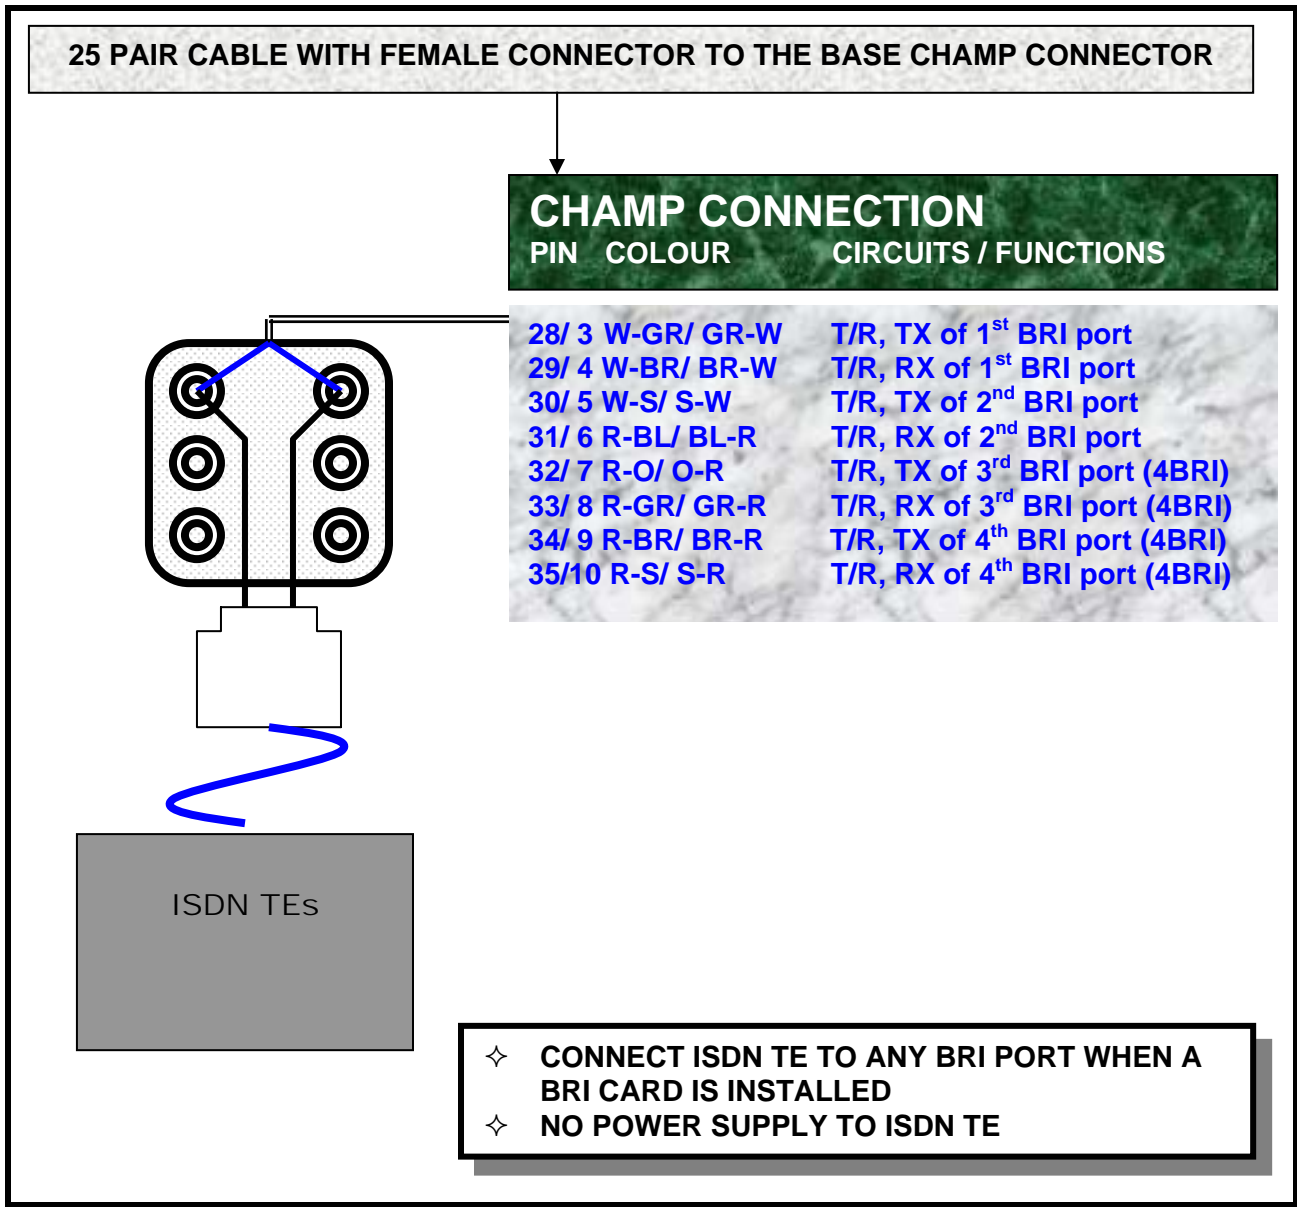 25 PAIR CABLE WITH FEMALE CONNECTOR TO THE BASE CHAMP CONNECTOR
CHAMP CONNECTION
PIN COLOUR CIRCUITS / FUNCTIONS
28/ 3 W-GR/ GR-W T/R, TX of 1st BRI port
29/ 4 W-BR/ BR-W T/R, RX of 1st BRI port
30/ 5 W-S/ S-W T/R, TX of 2nd BRI port
31/ 6 R-BL/ BL-R T/R, RX of 2nd BRI port
32/ 7 R-O/ O-R T/R, TX of 3rd BRI port (4BRI)
33/ 8 R-GR/ GR-R T/R, RX of 3rd BRI port (4BRI)
34/ 9 R-BR/ BR-R T/R, TX of 4th BRI port (4BRI)
35/10 R-S/ S-R T/R, RX of 4th BRI port (4BRI)
ISDN TEs
✧ CONNECT ISDN TE TO ANY BRI PORT WHEN A
BRI CARD IS INSTALLED
✧ NO POWER SUPPLY TO ISDN TE